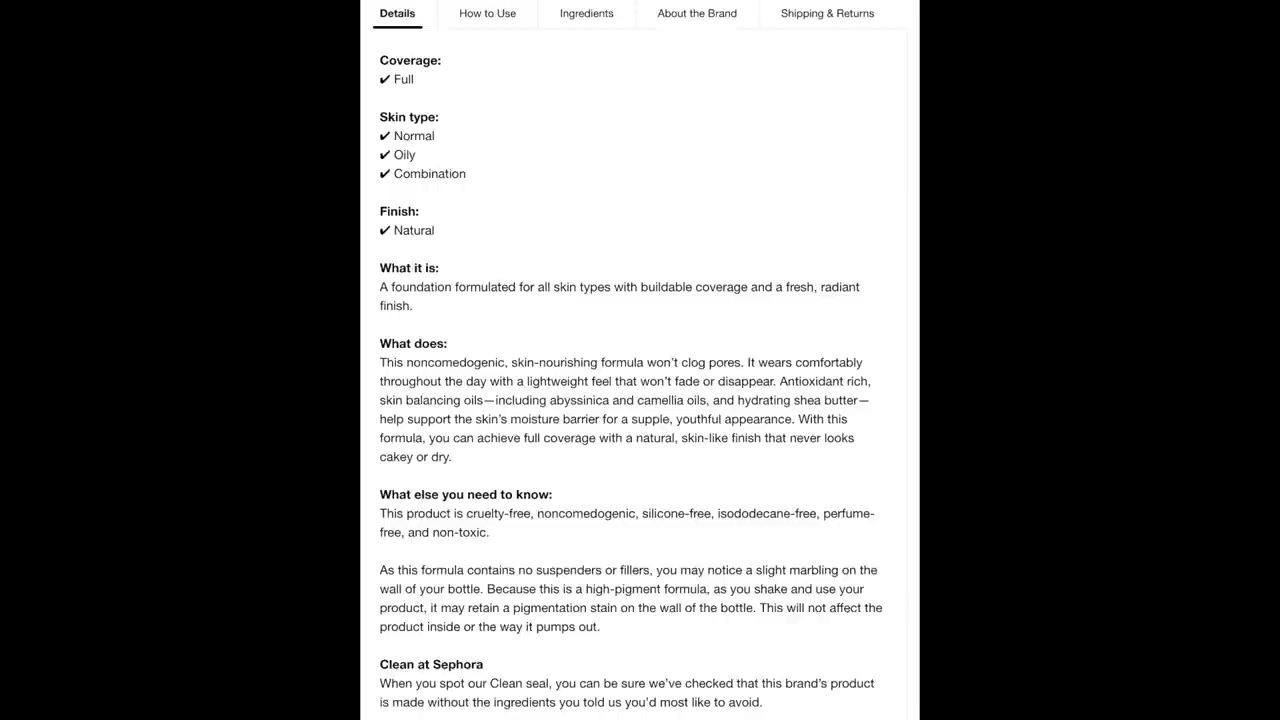 Details How to Use Ingredients About the Brand Shipping & Returns
Coverage:
✔ Full
Skin type:
✔ Normal
✔ Oily
✔ Combination
Finish:
✔ Natural
What it is:
A foundation formulated for all skin types with buildable coverage and a fresh, radiant
finish.
What does:
This noncomedogenic, skin-nourishing formula won’t clog pores. It wears comfortably
throughout the day with a lightweight feel that won’t fade or disappear. Antioxidant rich,
skin balancing oils—including abyssinica and camellia oils, and hydrating shea butter—
help support the skin’s moisture barrier for a supple, youthful appearance. With this
formula, you can achieve full coverage with a natural, skin-like finish that never looks
cakey or dry.
What else you need to know:
This product is cruelty-free, noncomedogenic, silicone-free, isododecane-free, perfume-
free, and non-toxic.
As this formula contains no suspenders or fillers, you may notice a slight marbling on the
wall of your bottle. Because this is a high-pigment formula, as you shake and use your
product, it may retain a pigmentation stain on the wall of the bottle. This will not affect the
product inside or the way it pumps out.
Clean at Sephora
When you spot our Clean seal, you can be sure we’ve checked that this brand’s product
is made without the ingredients you told us you’d most like to avoid.